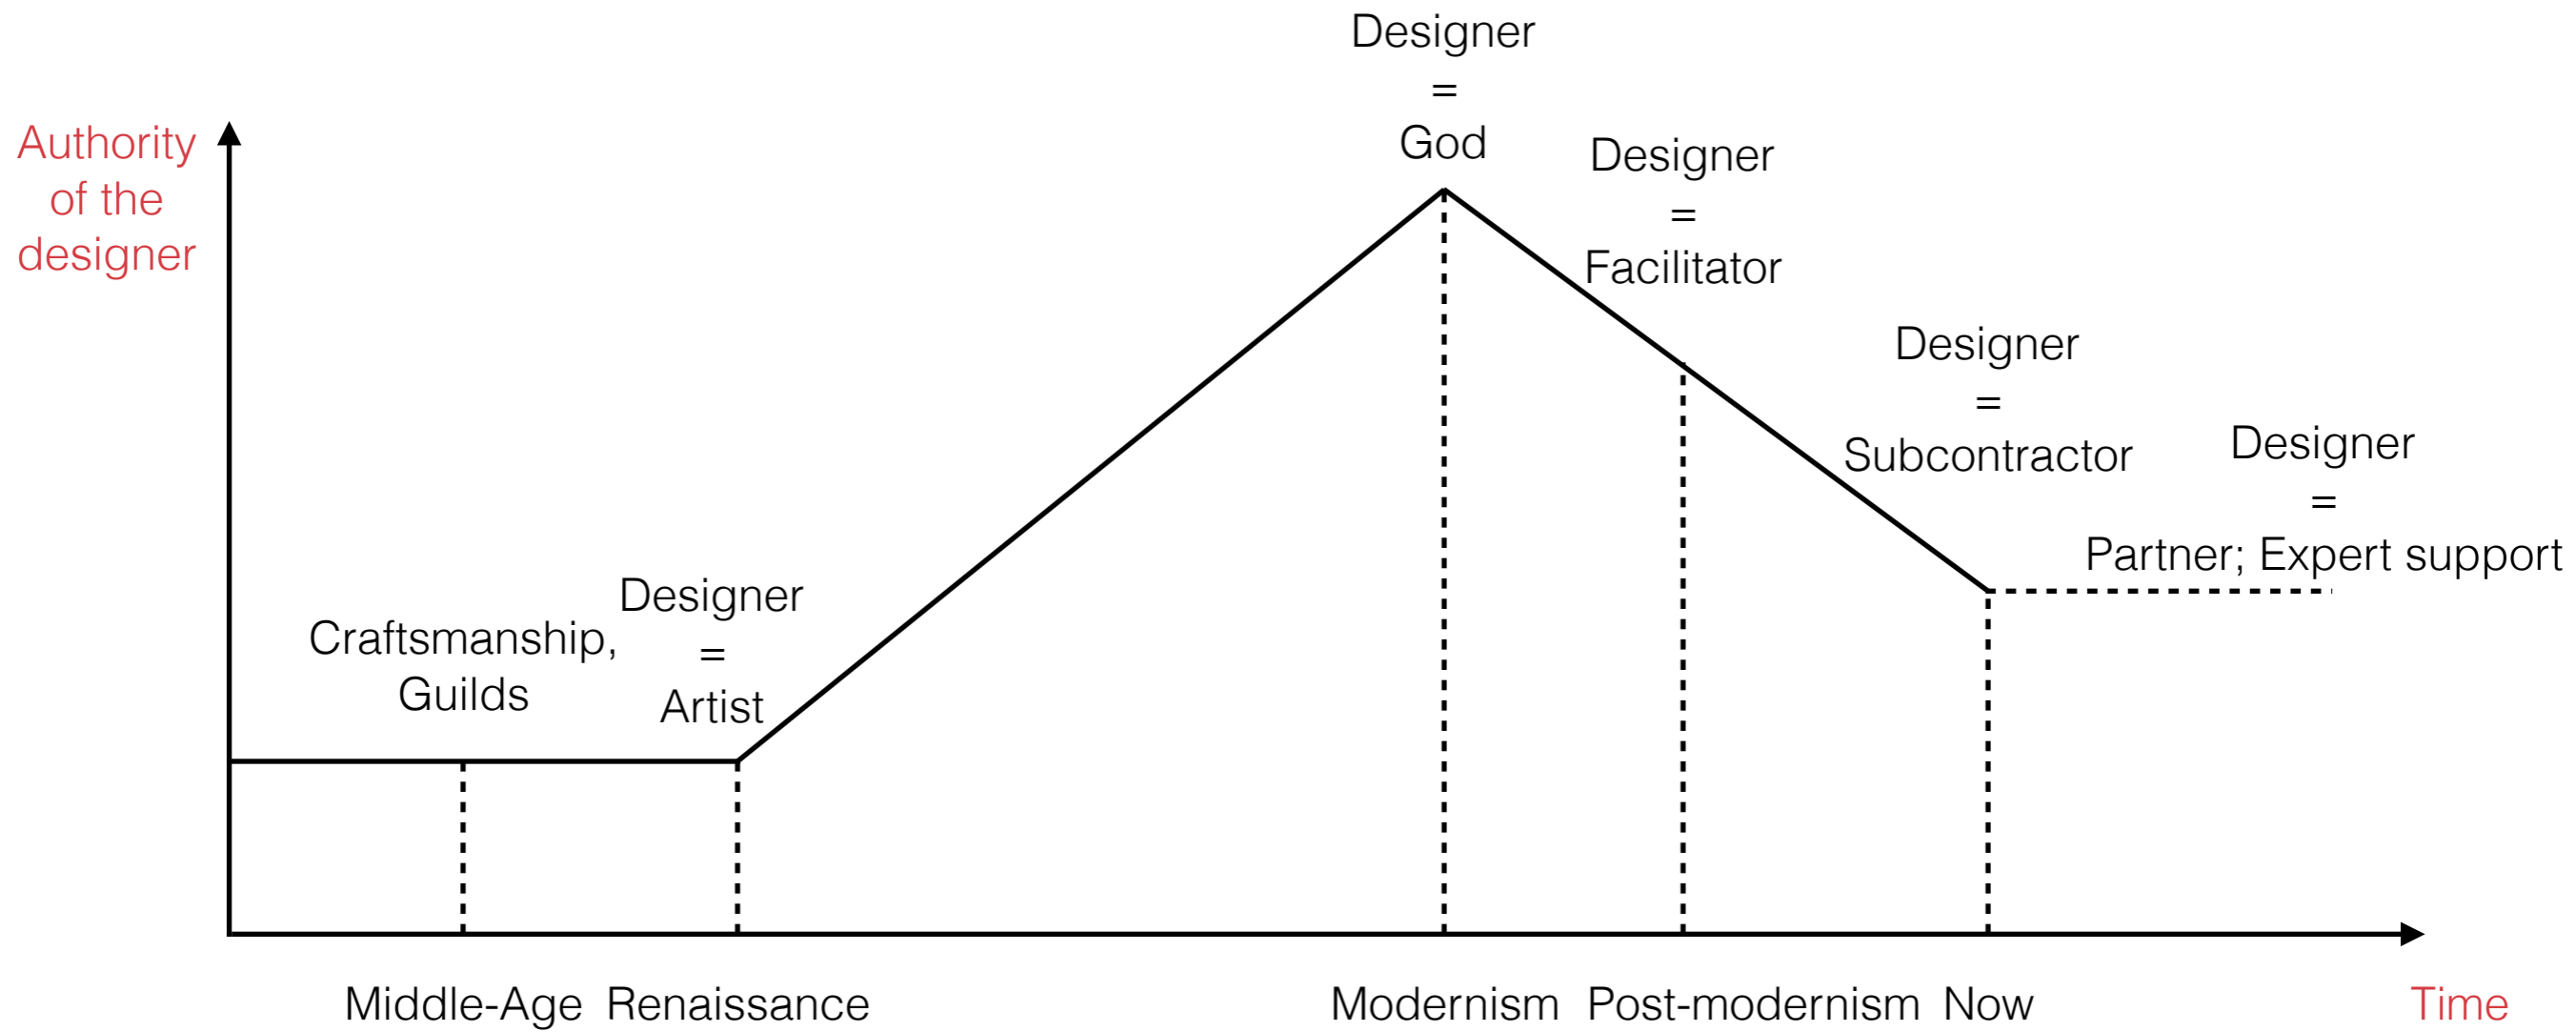 Authority
of the
designer
Craftsmanship,
Guilds
Designer
=
Artist
Designer
=
God
Designer
=
Facilitator
Designer
=
Subcontractor
Designer
=
Partner; Expert support
Middle-Age
Renaissance
Modernism
Post-modernism
Now
Time